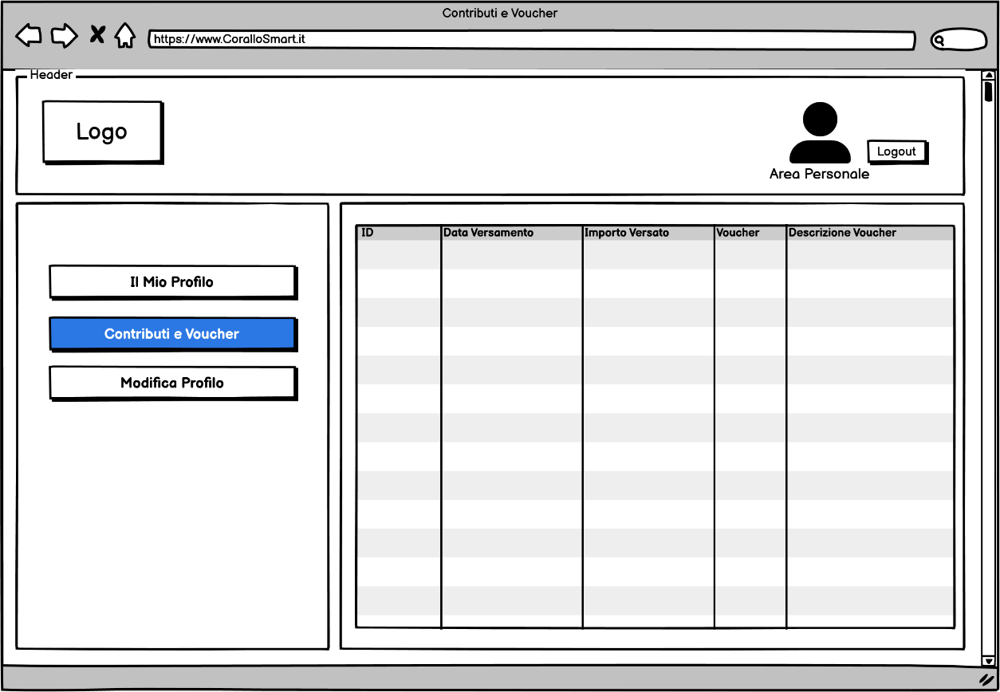 Contributi e Voucher
https://www.CoralloSmart.it
Header
Logo
Logout
Area Personale
Il Mio Profilo
Contributi e Voucher
Modifica Profilo
ID Data Versamento Importo Versato Voucher Descrizione Voucher